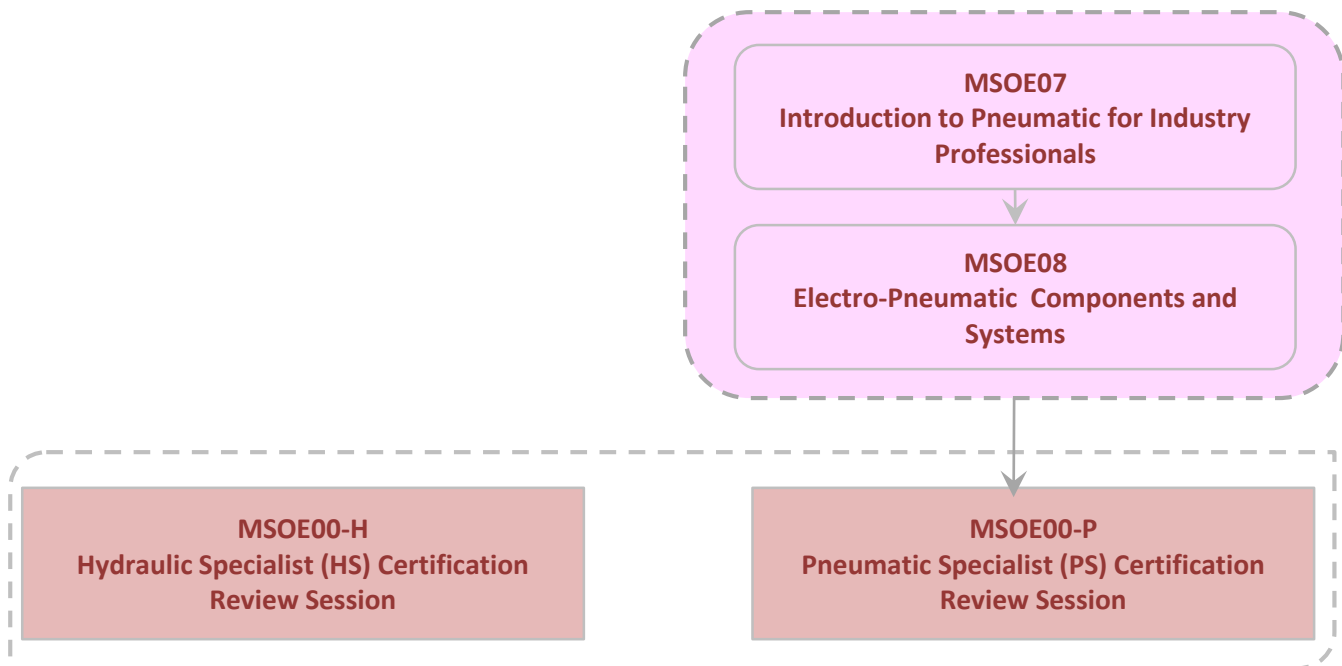 MSOE07
Introduction to Pneumatic for Industry
Professionals
MSOE08
Electro-Pneumatic  Components and
Systems
MSOE00-H
Hydraulic Specialist (HS) Certification
Review Session
MSOE00-P
Pneumatic Specialist (PS) Certification
Review Session